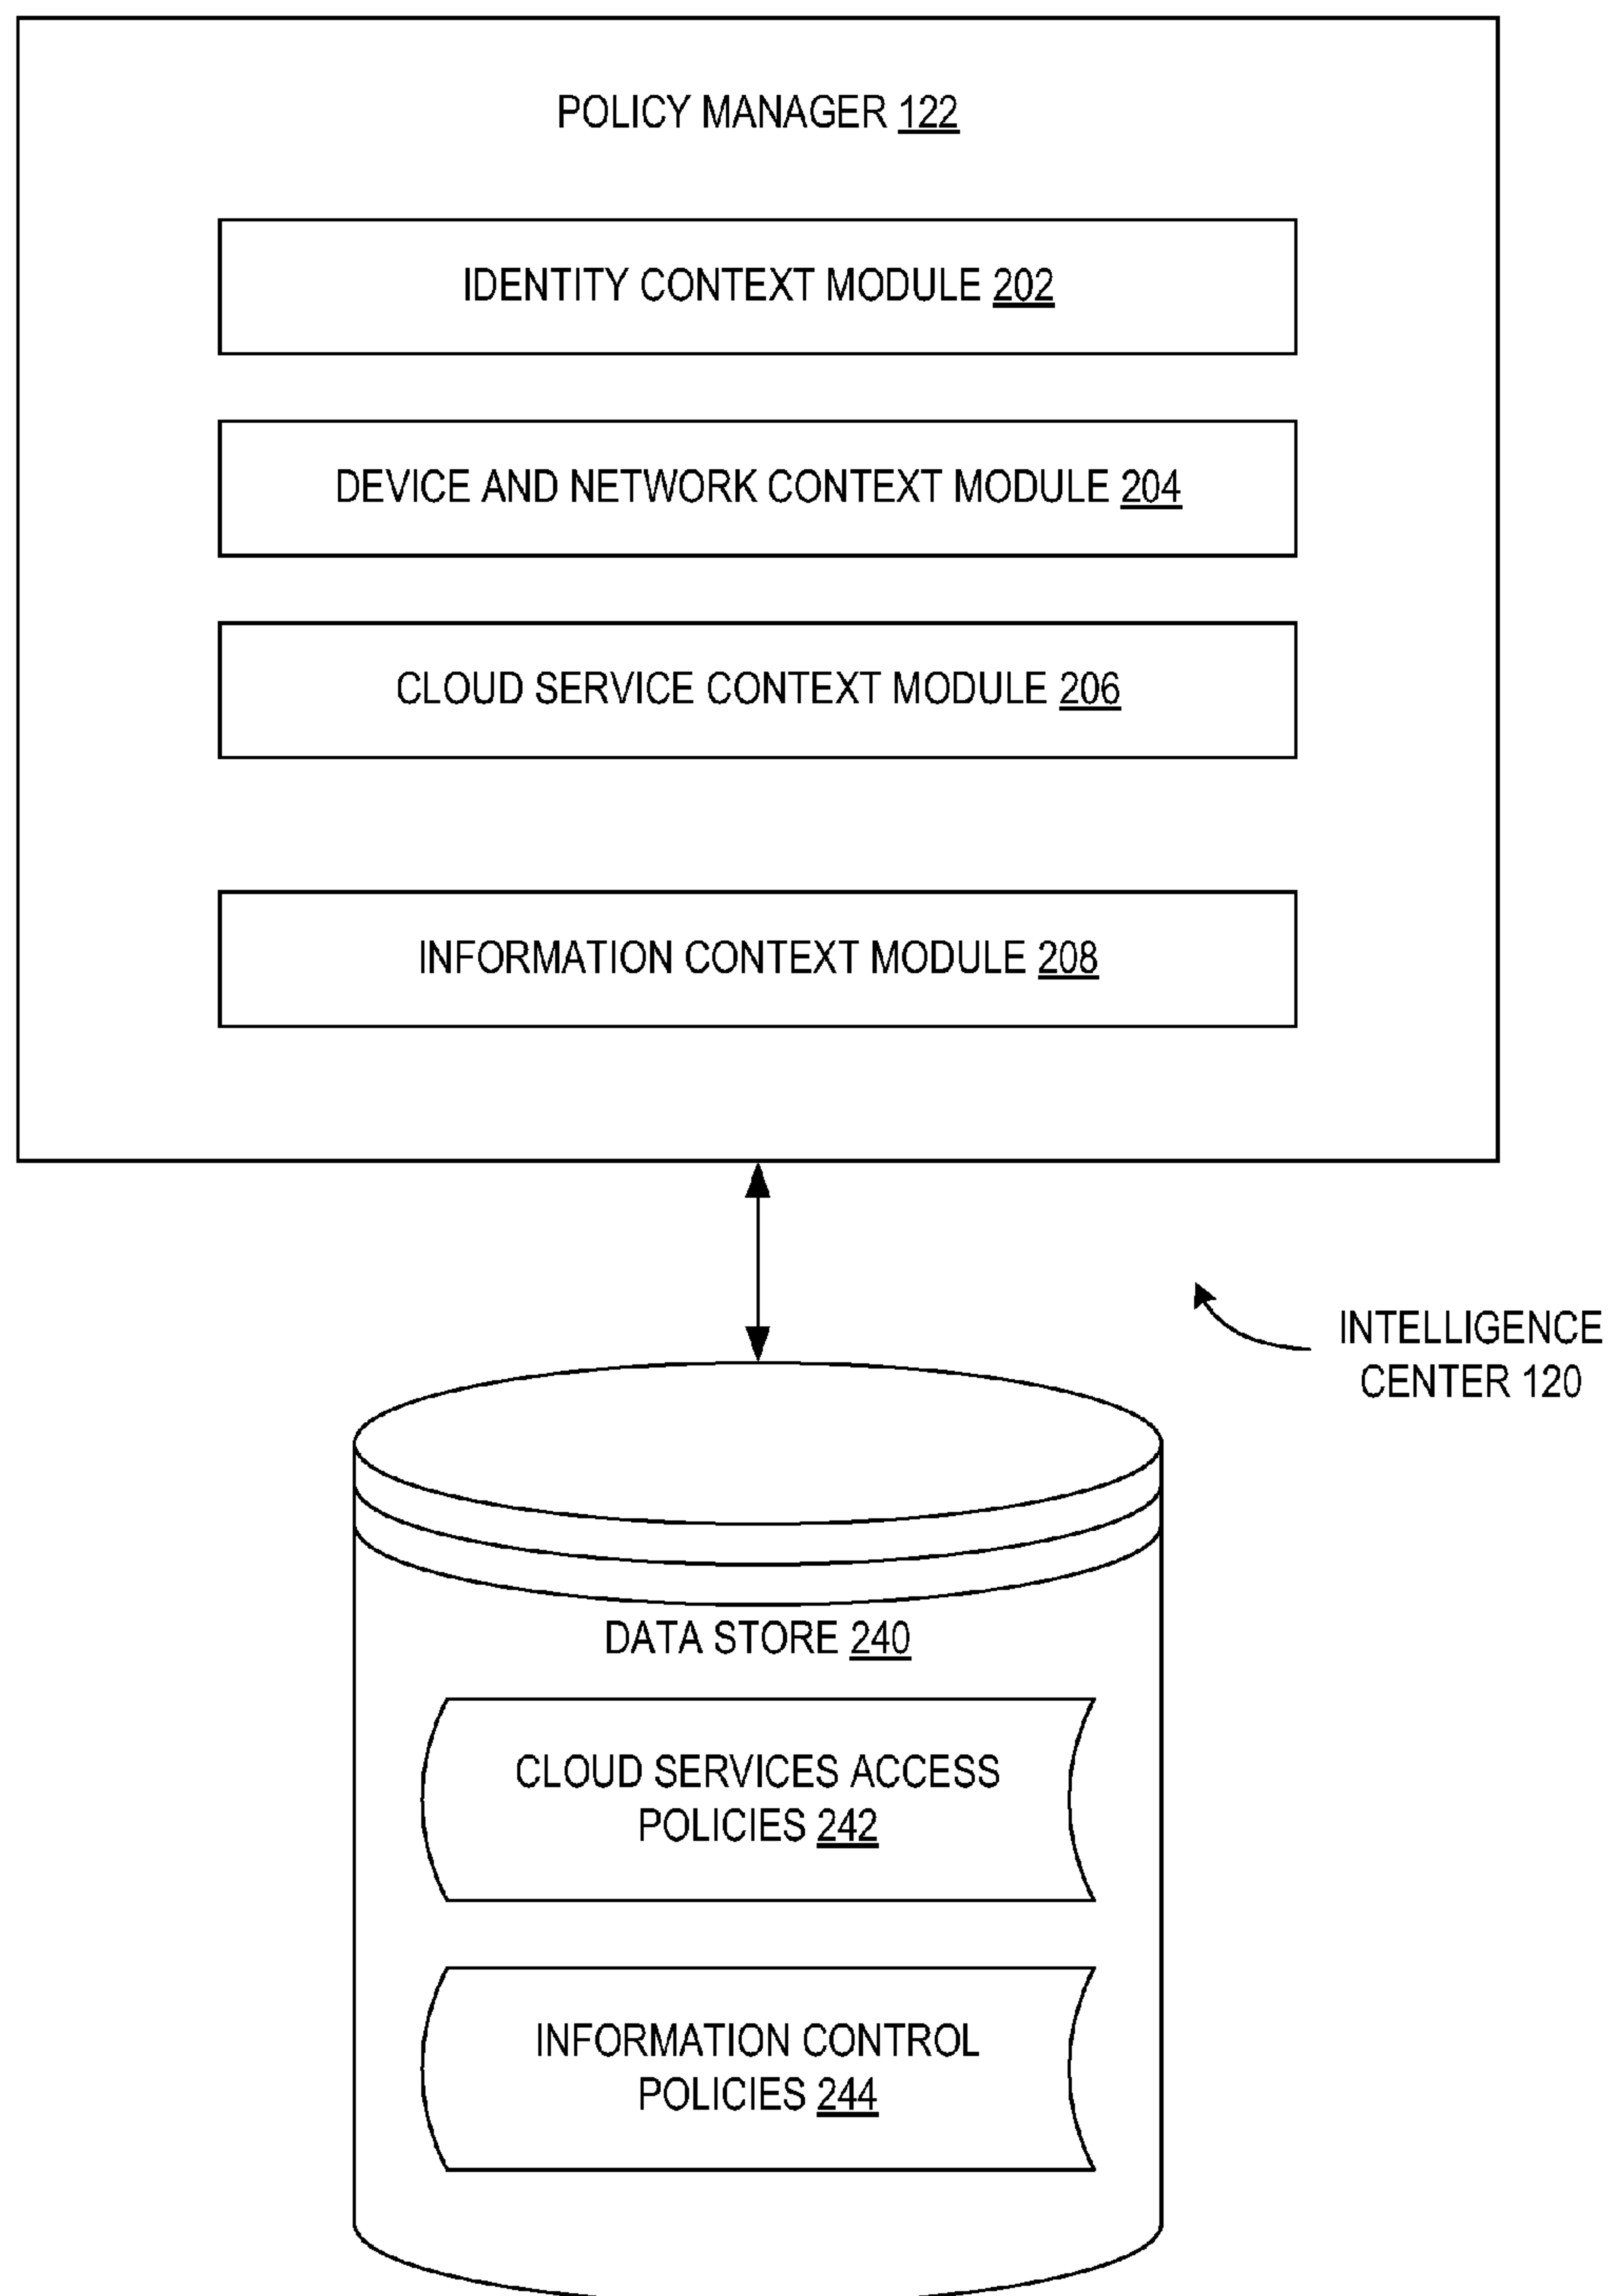 POLICY MANAGER 122
IDENTITY CONTEXT MODULE 202
DEVICE AND NETWORK CONTEXT MODULE 204
CLOUD SERVICE CONTEXT MODULE 206
INFORMATION CONTEXT MODULE 208
INTELLIGENCE
CENTER 120
DATA STORE 240
CLOUD SERVICES ACCESS
POLICIES 242
INFORMATION CONTROL
POLICIES 244